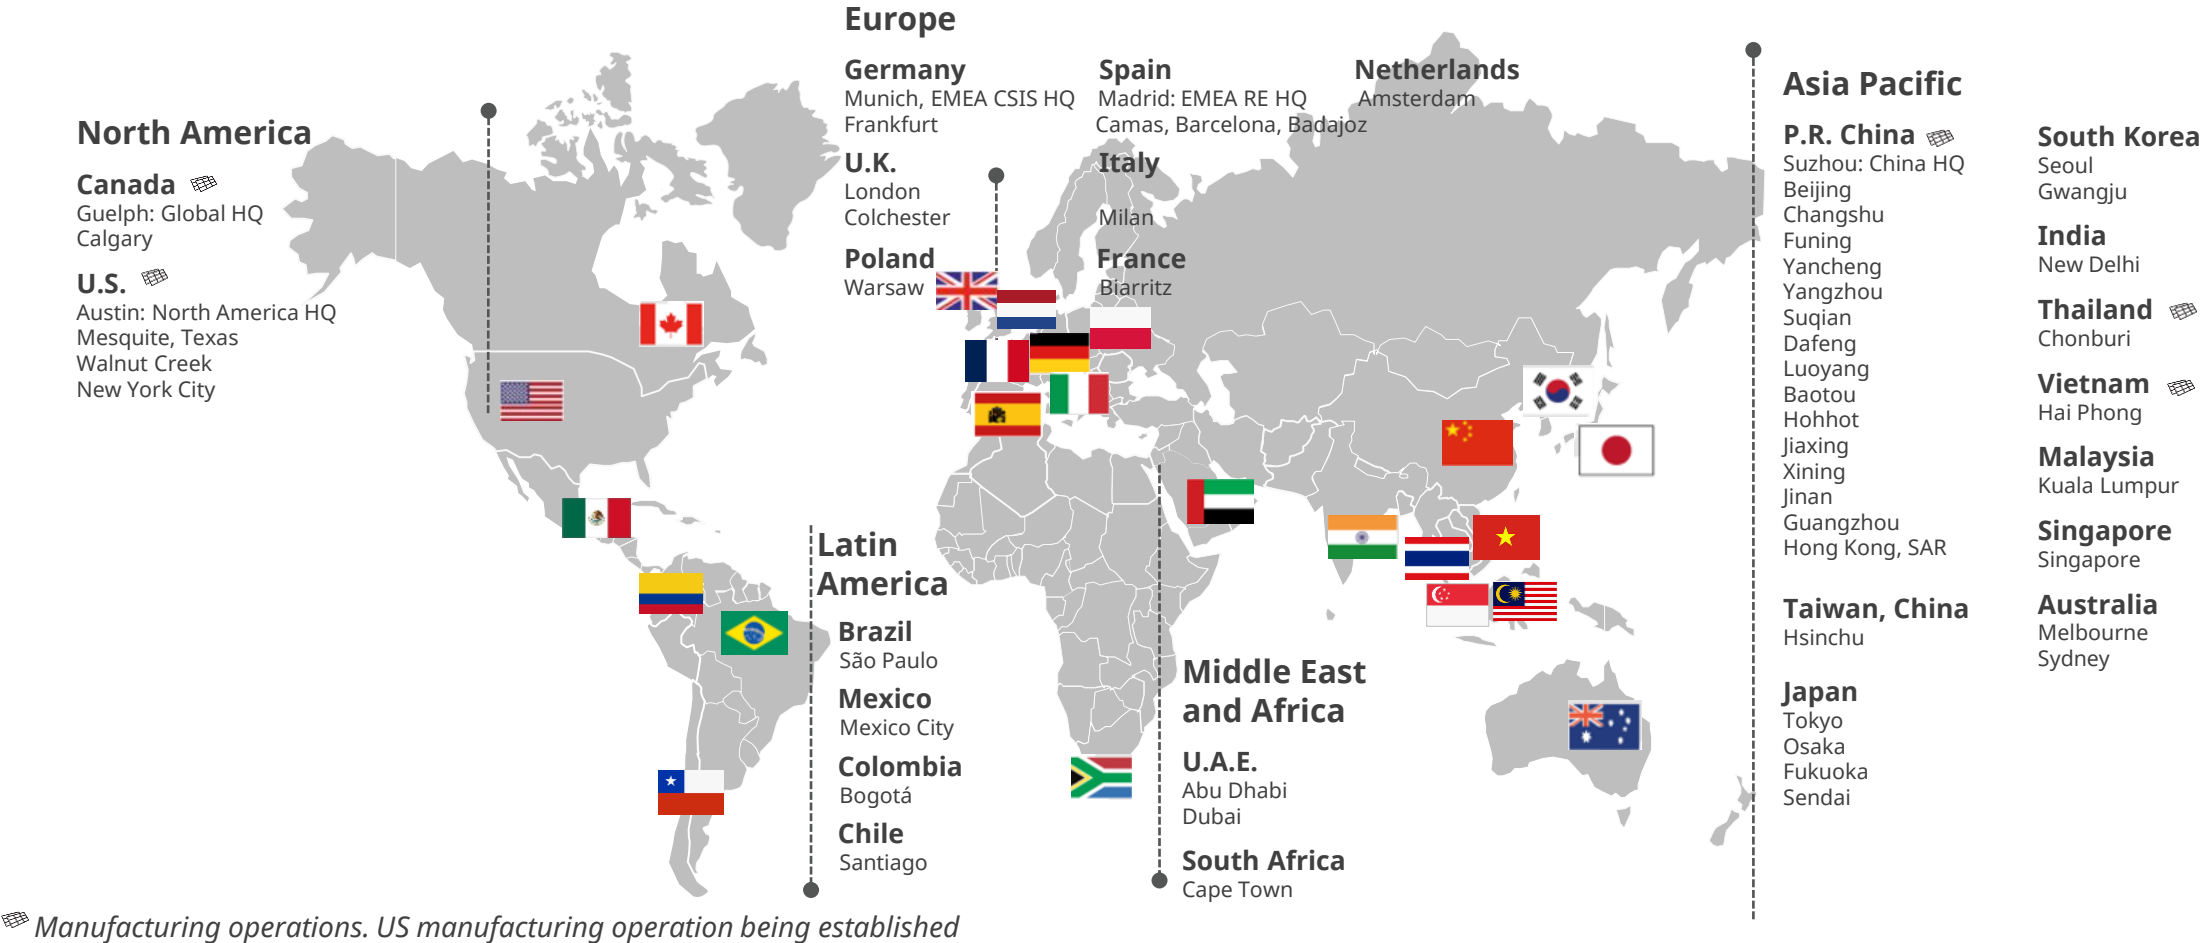 North America
Canada
Guelph: Global HQ
Calgary
U.S.
Austin: North America HQ
Mesquite, Texas
Walnut Creek
New York City
Europe
Germany
Munich, EMEA CSIS HQ
Frankfurt
U.K.
London
Colchester
Poland
Warsaw
Spain
Madrid: EMEA RE HQ
Camas, Barcelona, Badajoz
Italy
Milan
France
Biarritz
Netherlands
Amsterdam
Latin
America
Brazil
São Paulo
Mexico
Mexico City
Colombia
Bogotá
Chile
Santiago
Middle East
and Africa
U.A.E.
Abu Dhabi
Dubai
South Africa
Cape Town
Asia Pacific
P.R. China
Suzhou: China HQ
Beijing
Changshu
Funing
Yancheng
Yangzhou
Suqian
Dafeng
Luoyang
Baotou
Hohhot
Jiaxing
Xining
Jinan
Guangzhou
Hong Kong, SAR
Taiwan, China
Hsinchu
Japan
Tokyo
Osaka
Fukuoka
Sendai
South Korea
Seoul
Gwangju
India
New Delhi
Thailand
Chonburi
Vietnam
Hai Phong
Malaysia
Kuala Lumpur
Singapore
Singapore
Australia
Melbourne
Sydney
Manufacturing operations. US manufacturing operation being established